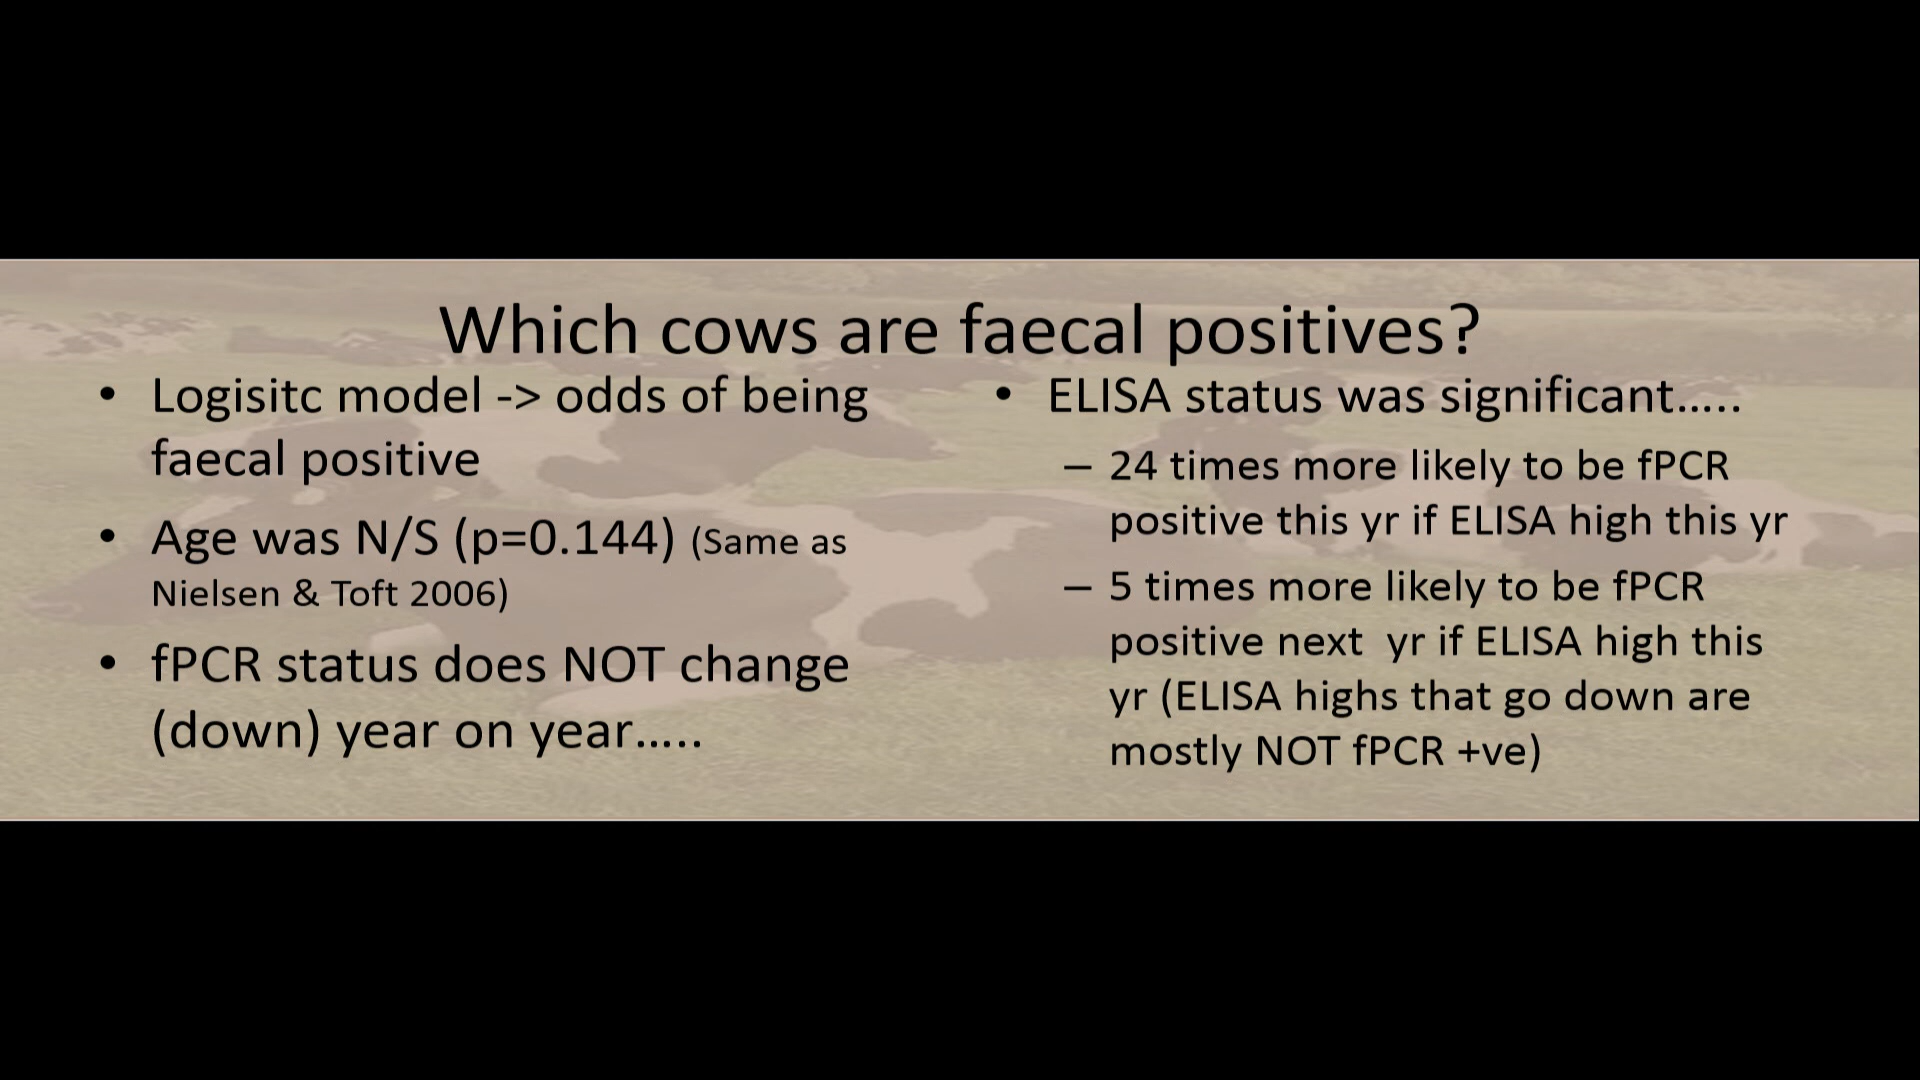 Which cows are faecal positives?
• Logisitc model -> odds of being
faecal positive
• Age was N/S (p=0.144) (Same as
Nielsen & Toft 2006)
• fPCR status does NOT change
(down) year on year…..
• ELISA status was significant…..
– 24 times more likely to be fPCR
positive this yr if ELISA high this yr
– 5 times more likely to be fPCR
positive next  yr if ELISA high this
yr (ELISA highs that go down are
mostly NOT fPCR +ve)